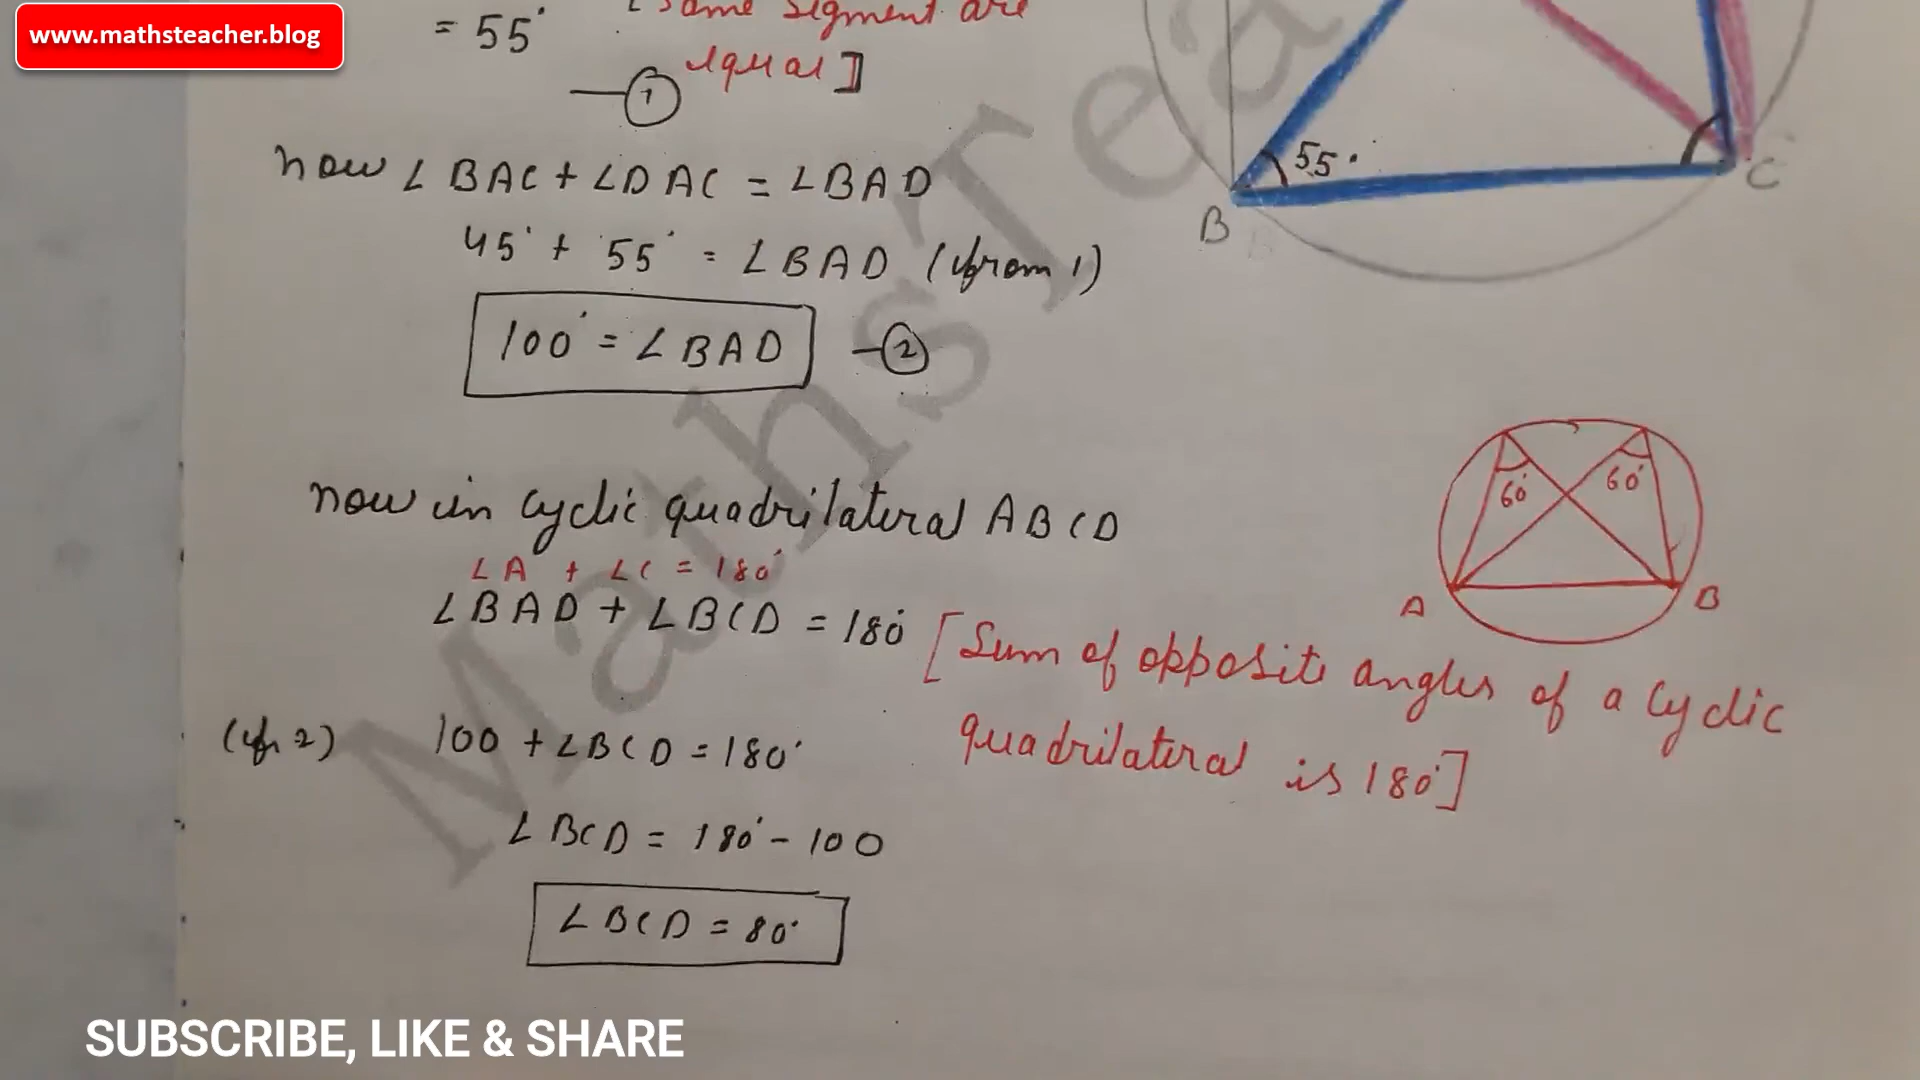 www.mathsteacher.blog
= 55° [Same segment are
equal]
— 1
now ∠BAC + ∠DAC = ∠BAD
45° + 55° = ∠BAD (from 1)
100° = ∠BAD — 2
now in cyclic quadrilateral ABCD
∠A + ∠C = 180°
∠BAD + ∠BCD = 180° [Sum of opposite angles of a cyclic
quadrilateral is 180°]
(fr 2) 100 + ∠BCD = 180°
∠BCD = 180° - 100
∠BCD = 80°
55°
B
C
60° 60°
A B
MathsTea
SUBSCRIBE, LIKE & SHARE